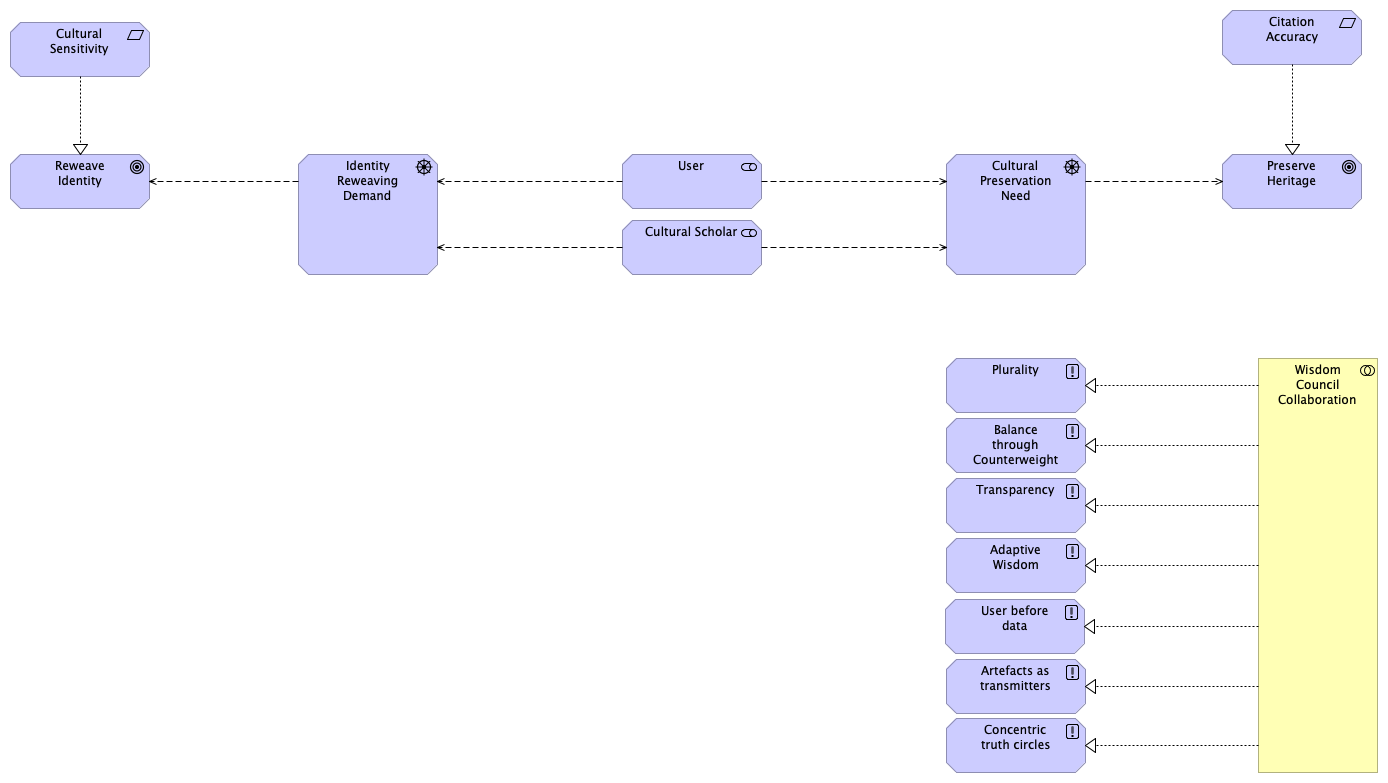 Cultural
Sensitivity
Citation
Accuracy
Reweave
Identity
Identity
Reweaving
Demand
User
Cultural
Preservation
Need
Preserve
Heritage
Cultural Scholar
Plurality
Wisdom
Council
Collaboration
Balance
through
Counterweight
Transparency
Adaptive
Wisdom
User before
data
Artefacts as
transmitters
Concentric
truth circles